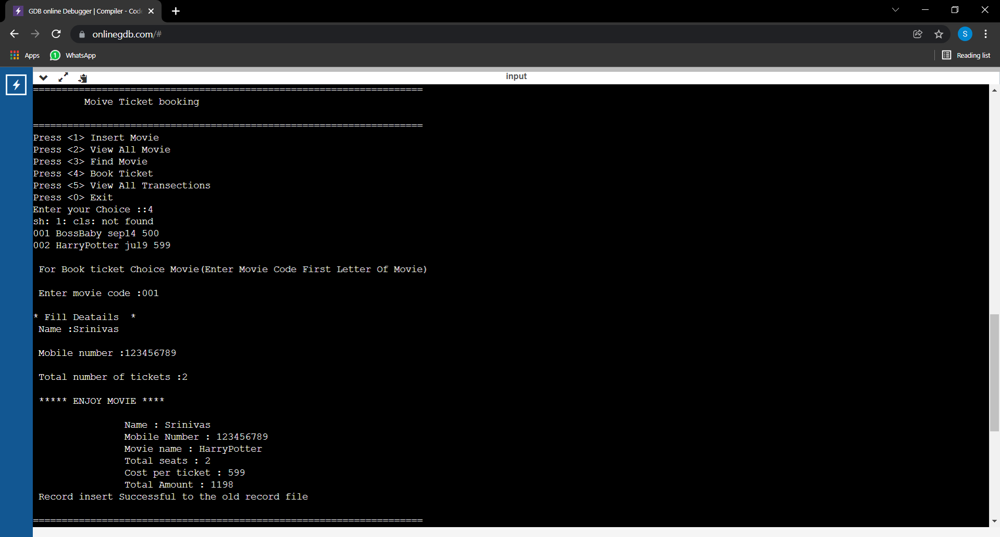 GDB online Debugger | Compiler - Cod
onlinegdb.com/#
S
Apps
1
WhatsApp
Reading list
input
====================================================================
Moive Ticket booking
====================================================================
Press <1> Insert Movie
Press <2> View All Movie
Press <3> Find Movie
Press <4> Book Ticket
Press <5> View All Transections
Press <0> Exit
Enter your Choice ::4
sh: 1: cls: not found
001 BossBaby sep14 500
002 HarryPotter jul9 599
For Book ticket Choice Movie(Enter Movie Code First Letter Of Movie)
Enter movie code :001
* Fill Deatails  *
Name :Srinivas
Mobile number :123456789
Total number of tickets :2
***** ENJOY MOVIE ****
Name : Srinivas
Mobile Number : 123456789
Movie name : HarryPotter
Total seats : 2
Cost per ticket : 599
Total Amount : 1198
Record insert Successful to the old record file
====================================================================